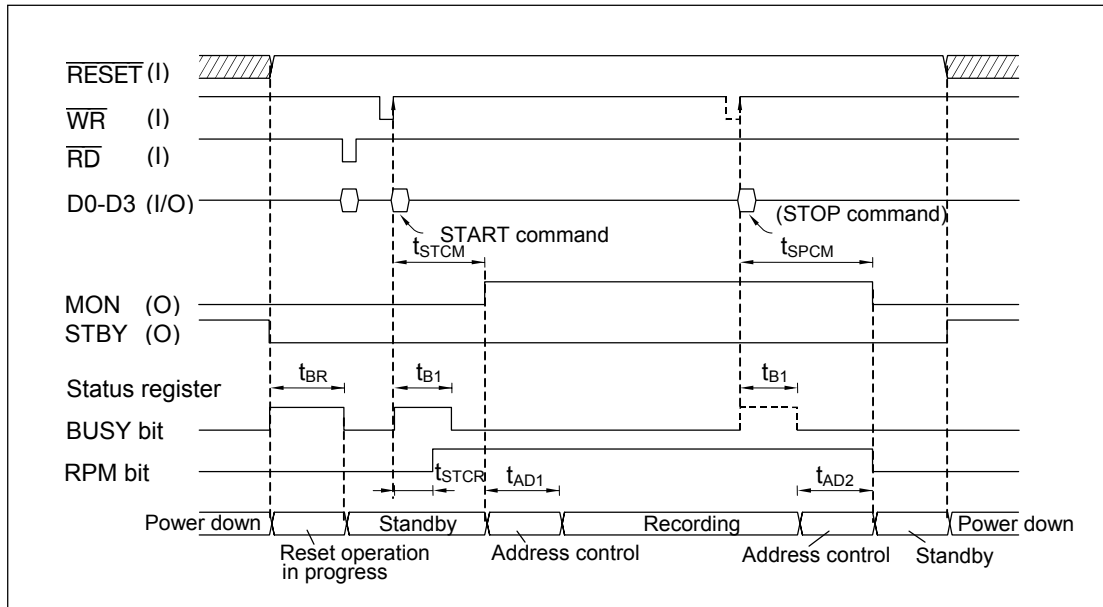 RESET (I)
WR (I)
RD (I)
D0-D3 (I/O)
START command
(STOP command)
tSTCM
tSPCM
MON (O)
STBY (O)
Status register
tBR
tB1
tB1
BUSY bit
RPM bit
tSTCR
tAD1
tAD2
Power down
Standby
Recording
Power down
Reset operation
in progress
Address control
Address control
Standby